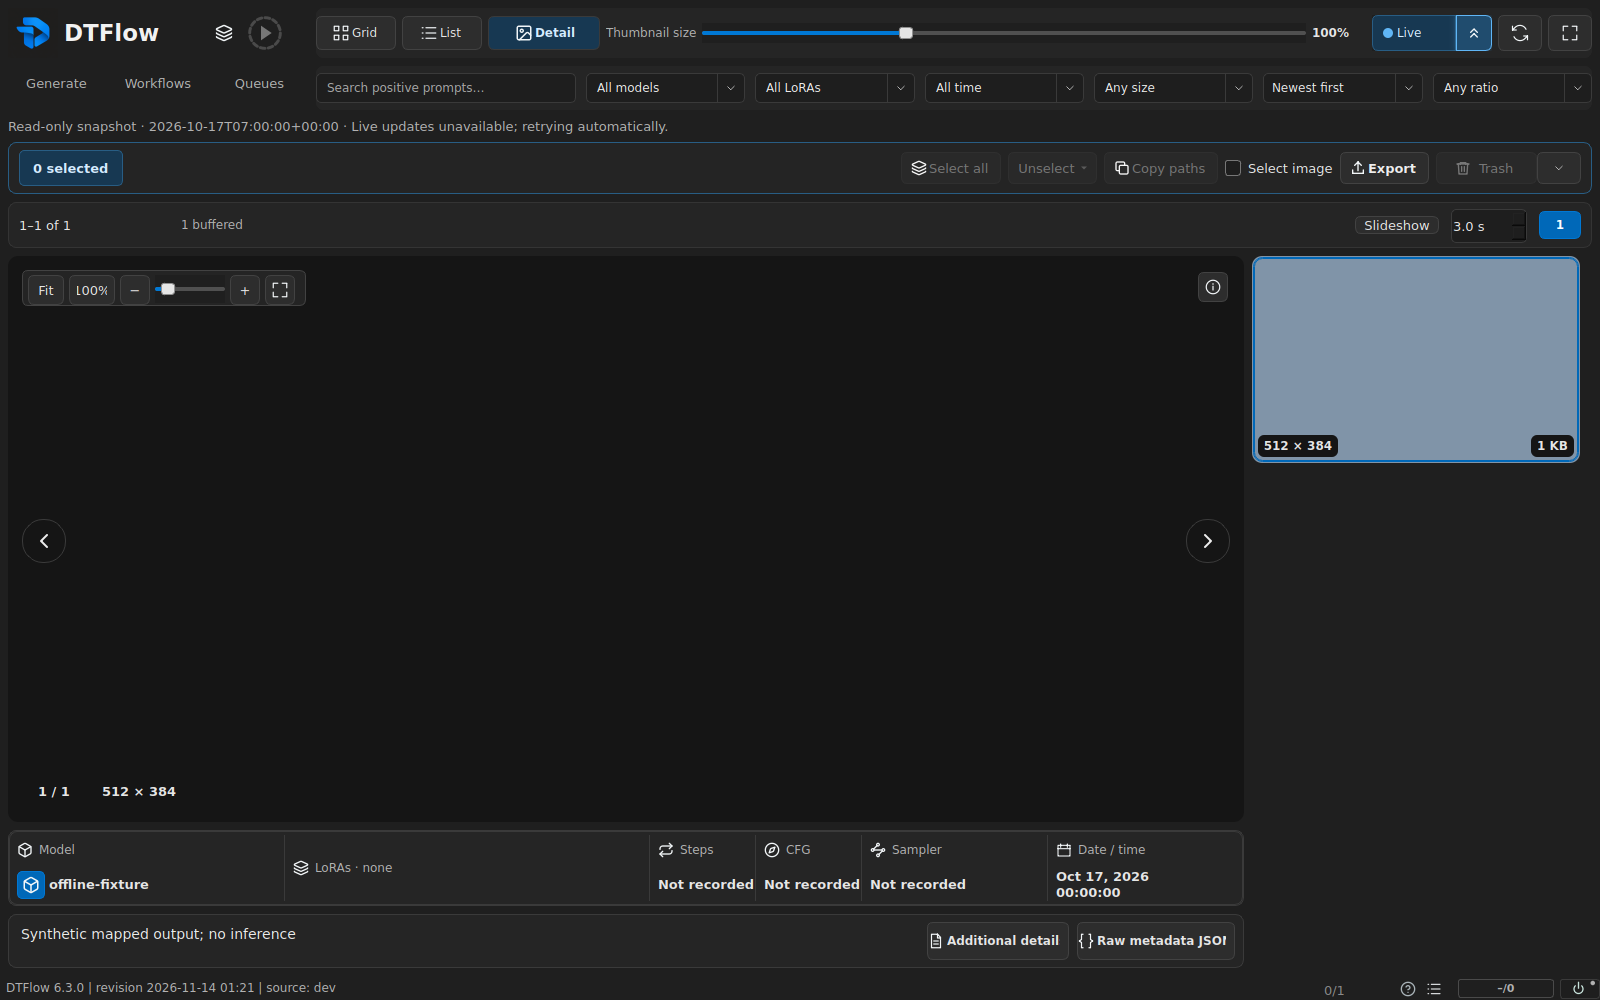 DTFlow
Grid
List
Detail
Thumbnail size
100%
Live
Generate
Workflows
Queues
Search positive prompts...
All models
All LoRAs
All time
Any size
Newest first
Any ratio
Read-only snapshot · 2026-10-17T07:00:00+00:00 · Live updates unavailable; retrying automatically.
0 selected
Select all
Unselect
Copy paths
Select image
Export
Trash
1–1 of 1
1 buffered
Slideshow
3.0 s
1
Fit
100%
−
+
512 × 384
1 KB
1 / 1
512 × 384
Model
offline-fixture
LoRAs · none
Steps
Not recorded
CFG
Not recorded
Sampler
Not recorded
Date / time
Oct 17, 2026
00:00:00
Synthetic mapped output; no inference
Additional detail
{ } Raw metadata JSON
DTFlow 6.3.0 | revision 2026-11-14 01:21 | source: dev
0/1
–/0